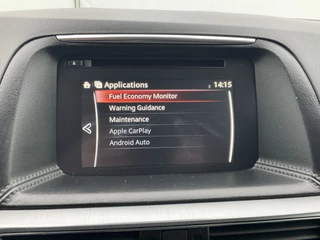 Applications 14:15
Fuel Economy Monitor
Warning Guidance
Maintenance
Apple CarPlay
Android Auto